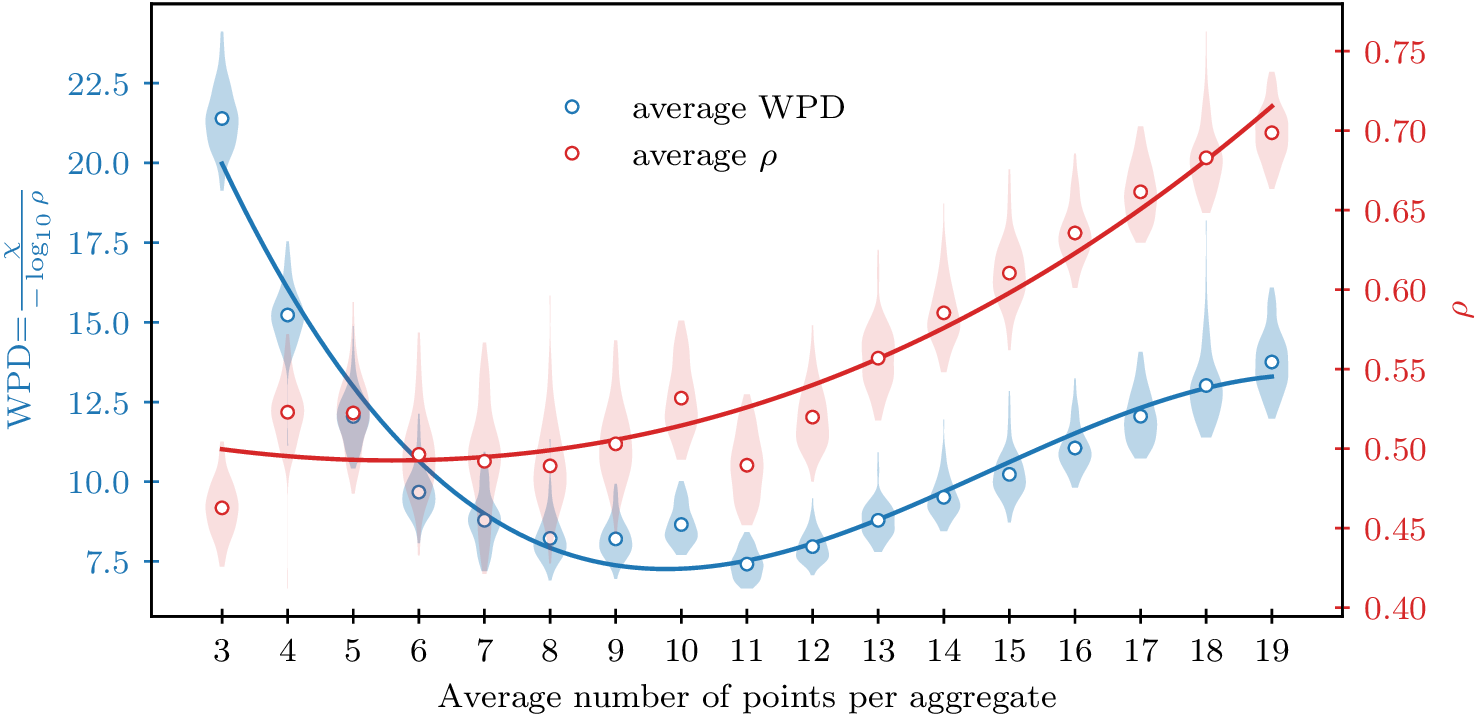 WPD=χ/−log₁₀ρ
22.5
20.0
17.5
15.0
12.5
10.0
7.5
average WPD
average ρ
0.75
0.70
0.65
0.60
0.55
0.50
0.45
0.40
ρ
3 4 5 6 7 8 9 10 11 12 13 14 15 16 17 18 19
Average number of points per aggregate